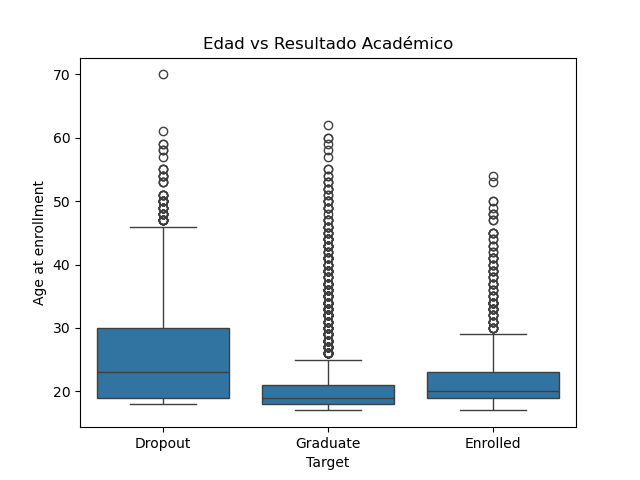 Edad vs Resultado Académico
70
60
50
40
30
20
Age at enrollment
Dropout
Graduate
Enrolled
Target